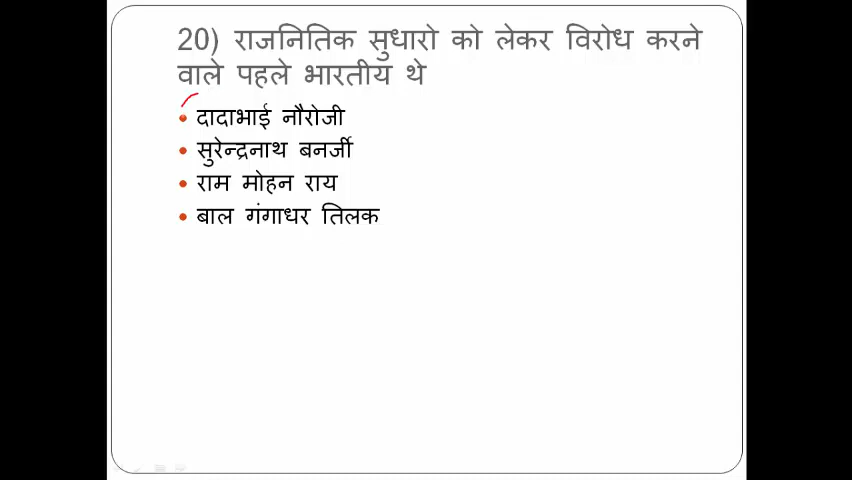 20) राजनितिक सुधारो को लेकर विरोध करने
वाले पहले भारतीय थे
• दादाभाई नौरोजी
• सुरेन्द्रनाथ बनर्जी
• राम मोहन राय
• बाल गंगाधर तिलक